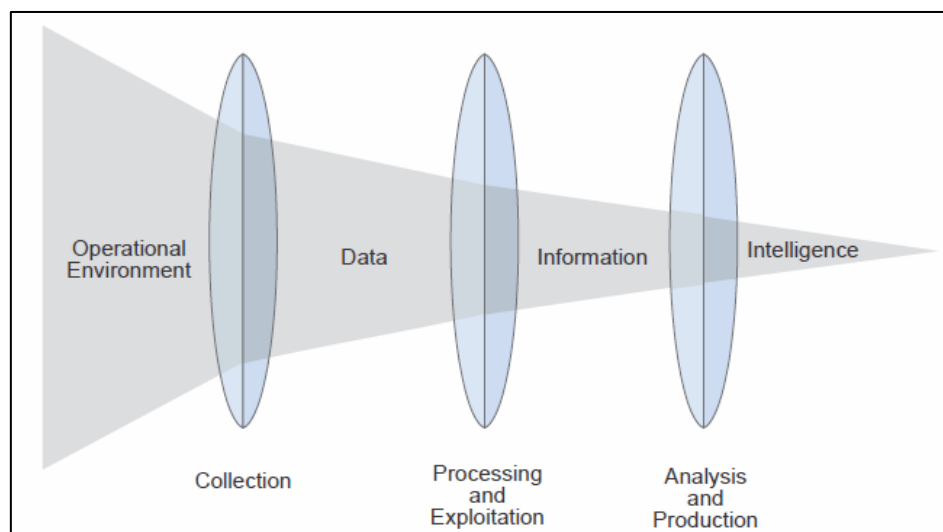 Operational
Environment
Data
Information
Intelligence
Collection
Processing
and
Exploitation
Analysis
and
Production